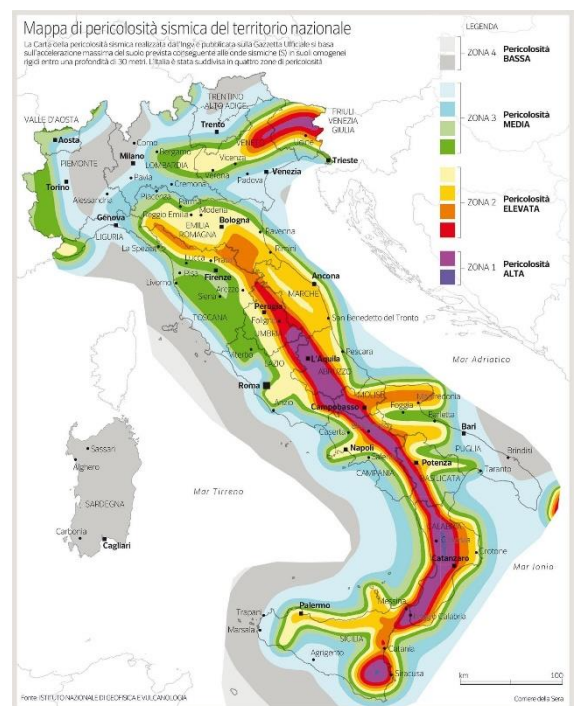 Mappa di pericolosità sismica del territorio nazionale
La Carta della pericolosità sismica realizzata dall'Ingv e pubblicata sulla Gazzetta Ufficiale si basa
sull'accelerazione massima del suolo prevista conseguente alle onde sismiche (S) in suoli omogenei
rigidi entro una profondità di 30 metri. L'Italia è stata suddivisa in quattro zone di pericolosità
LEGENDA
ZONA 4
Pericolosità
BASSA
ZONA 3
Pericolosità
MEDIA
ZONA 2
Pericolosità
ELEVATA
ZONA 1
Pericolosità
ALTA
TRENTINO
ALTO ADIGE
FRIULI
VENEZIA
GIULIA
VALLE D'AOSTA
Aosta
Trento
Udine
Como
Bergamo
VENETO
Trieste
PIEMONTE
Milano
LOMBARDIA
Vicenza
Verona
Venezia
Torino
Pavia
Cremona
Padova
Alessandria
Piacenza
Parma
Genova
Reggio Emilia
Modena
LIGURIA
EMILIA
ROMAGNA
Bologna
Ravenna
La Spezia
Rimini
Lucca
Prato
Pisa
Firenze
Livorno
Arezzo
Ancona
Siena
MARCHE
TOSCANA
Perugia
Foligno
UMBRIA
San Benedetto del Tronto
Viterbo
L'Aquila
Pescara
LAZIO
ABRUZZO
Mar Adriatico
Roma
MOLISE
Manfredonia
Anzio
Campobasso
Foggia
Barletta
Caserta
Bari
Napoli
PUGLIA
Brindisi
Potenza
Taranto
CAMPANIA
BASILICATA
Sassari
Alghero
SARDEGNA
Mar Tirreno
Carbonia
Cagliari
CALABRIA
Crotone
Catanzaro
Mar Ionio
Messina
Palermo
Reggio Calabria
Trapani
Marsala
SICILIA
Catania
Agrigento
Siracusa
km
100
Fonte: ISTITUTO NAZIONALE DI GEOFISICA E VULCANOLOGIA
Corriere della Sera